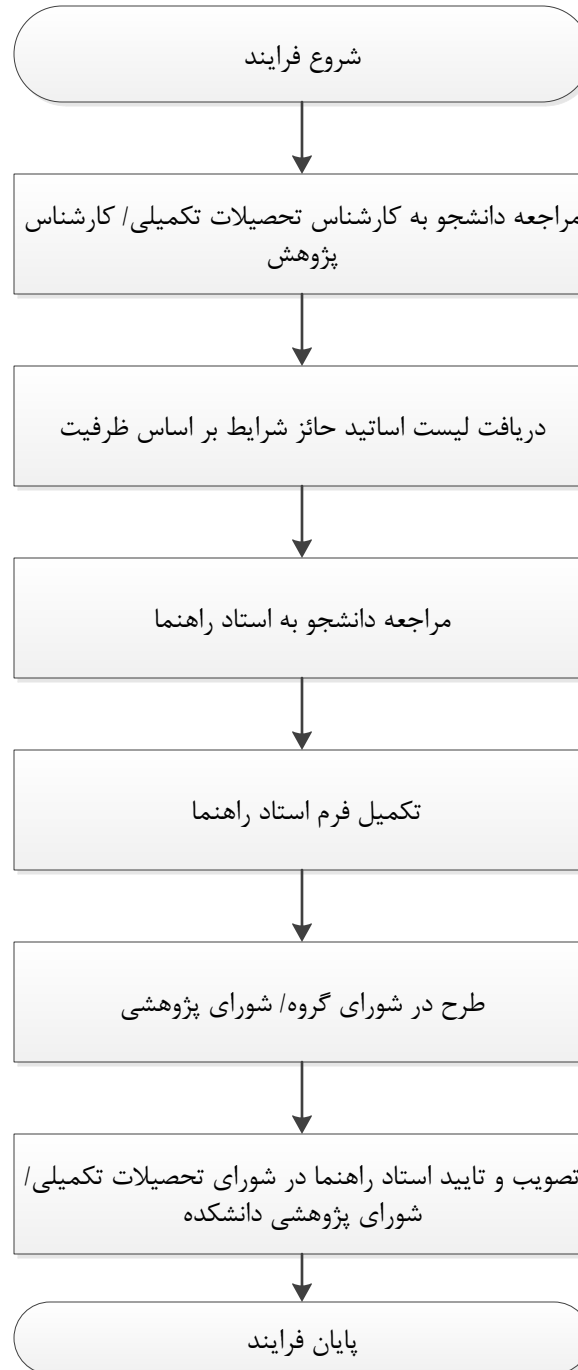 شروع فرایند
مراجعه دانشجو به کارشناس تحصیلات تکمیلی/ کارشناس
پژوهش
دریافت لیست اساتید حائز شرایط بر اساس ظرفیت
مراجعه دانشجو به استاد راهنما
تکمیل فرم استاد راهنما
طرح در شورای گروه/ شورای پژوهشی
تصویب و تایید استاد راهنما در شورای تحصیلات تکمیلی/
شورای پژوهشی دانشکده
پایان فرایند